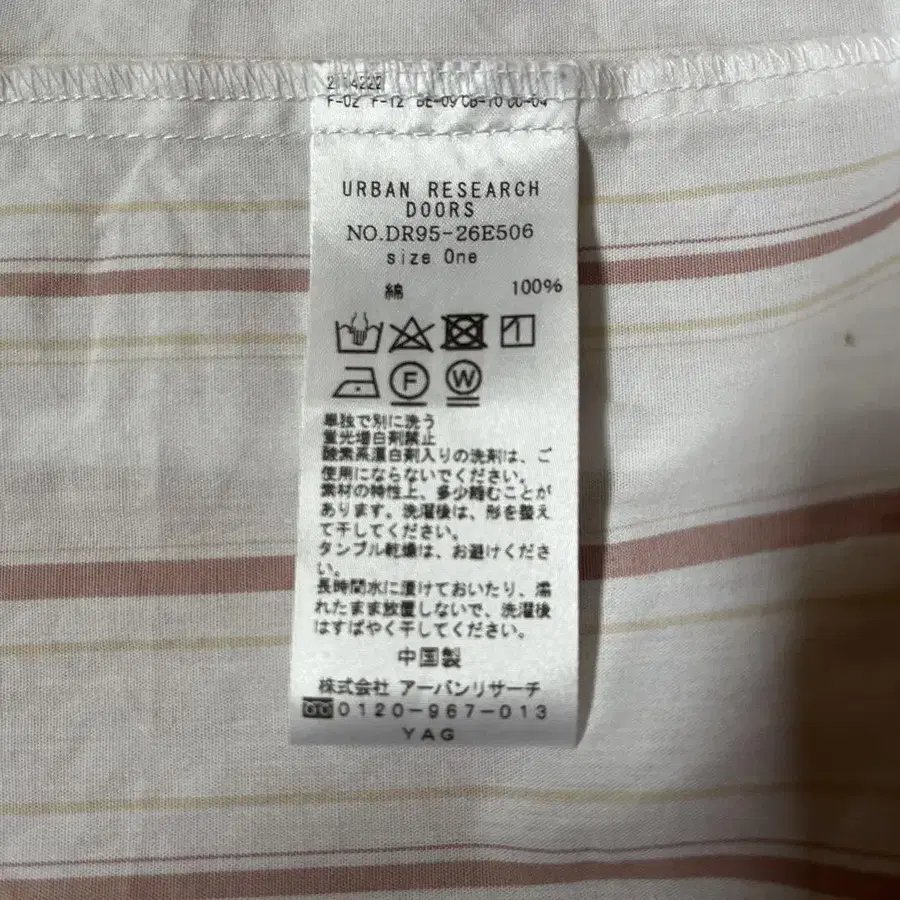 URBAN RESEARCH
DOORS
NO.DR95-26E506
size One
綿 100%
F
W
単独で別に洗う
蛍光増白剤禁止
酸素系漂白剤入りの洗剤は、ご
使用にならないでください。
素材の特性上、多少縮むことが
あります。洗濯後は、形を整え
て干してください。
タンブル乾燥は、お避けくださ
い。
長時間水に漬けておいたり、濡
れたまま放置しないで、洗濯後
はすばやく干してください。
中国製
株式会社 アーバンリサーチ
0120-967-013
YAG